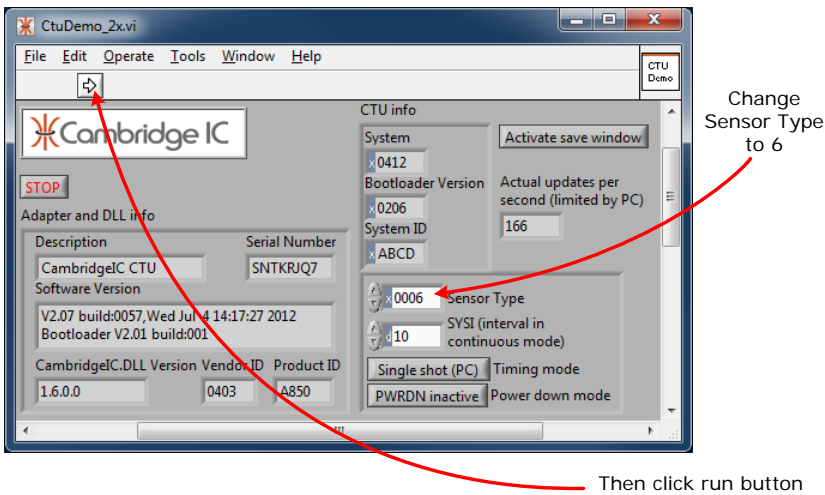 CtuDemo_2x.vi
File Edit Operate Tools Window Help
CTU
Demo
Cambridge IC
STOP
Adapter and DLL info
Description
CambridgeIC CTU
Serial Number
SNTKRJQ7
Software Version
V2.07 build:0057,Wed Jul 4 14:17:27 2012
Bootloader V2.01 build:001
CambridgeIC.DLL Version Vendor ID Product ID
1.6.0.0 0403 A850
CTU info
System
x0412
Bootloader Version
x0206
System ID
xABCD
Activate save window
Actual updates per
second (limited by PC)
166
x0006 Sensor Type
d10 SYSI (interval in
continuous mode)
Single shot (PC) Timing mode
PWRDN inactive Power down mode
Change
Sensor Type
to 6
Then click run button